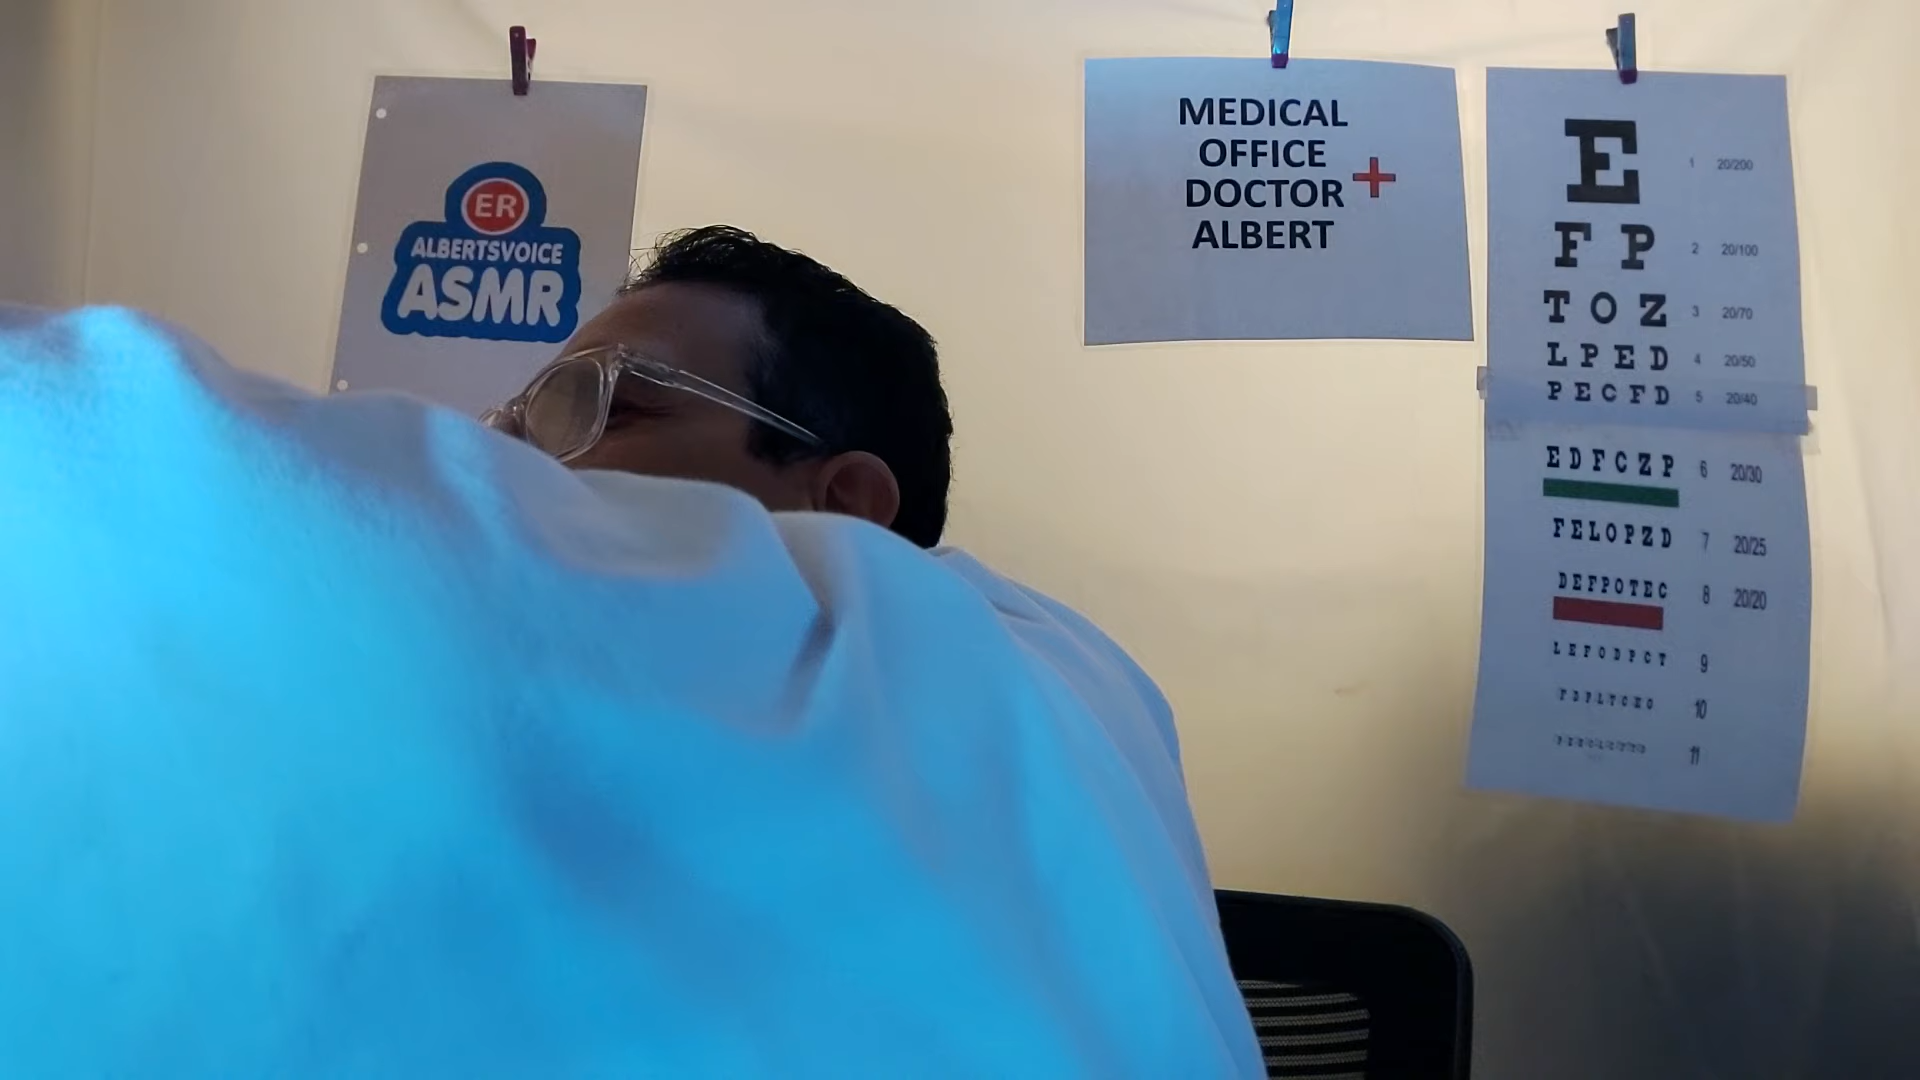 ER
ALBERTSVOICE
ASMR
MEDICAL
OFFICE
DOCTOR
ALBERT
E 1 20/200
F P 2 20/100
T O Z 3 20/70
L P E D 4 20/50
P E C F D 5 20/40
E D F C Z P 6 20/30
F E L O P Z D 7 20/25
D E F P O T E C 8 20/20
L E F O D P C T 9
F D P L T C E O 10
11